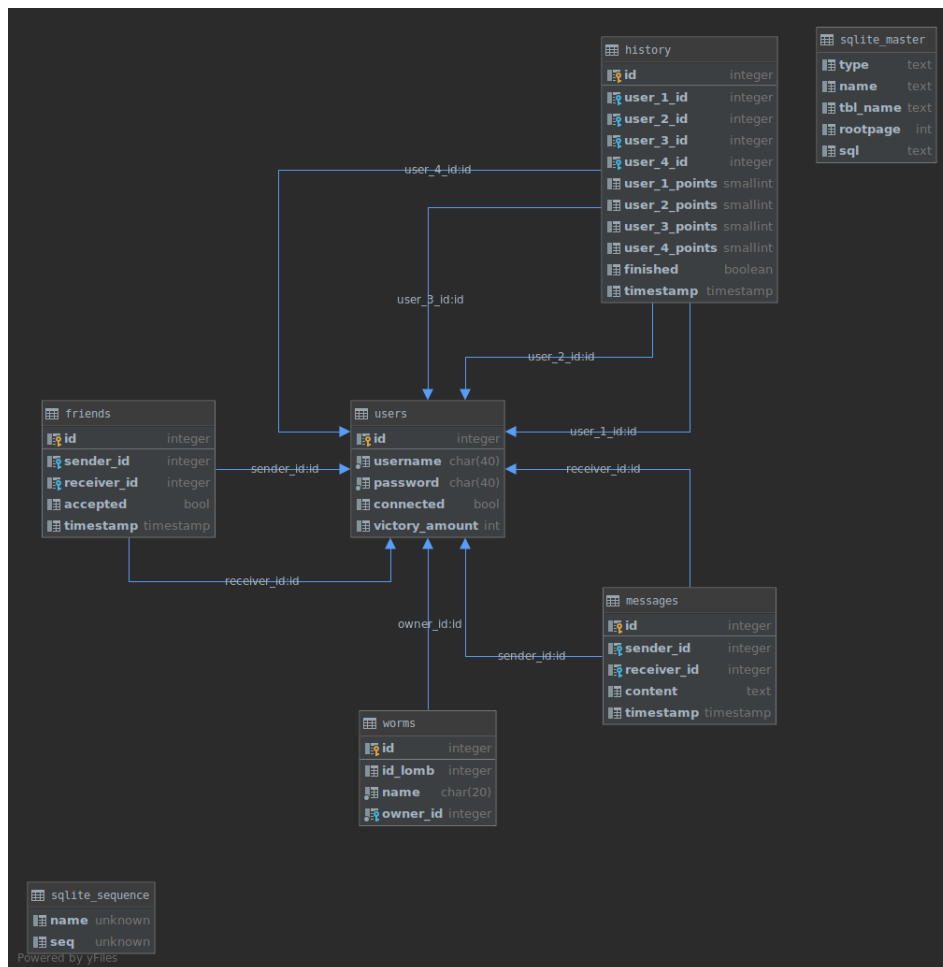 history
id integer
user_1_id integer
user_2_id integer
user_3_id integer
user_4_id integer
user_1_points smallint
user_2_points smallint
user_3_points smallint
user_4_points smallint
finished boolean
timestamp timestamp
sqlite_master
type text
name text
tbl_name text
rootpage int
sql text
user_4_id:id
user_3_id:id
user_2_id:id
user_1_id:id
friends
id integer
sender_id integer
receiver_id integer
accepted bool
timestamp timestamp
sender_id:id
users
id integer
username char(40)
password char(40)
connected bool
victory_amount int
receiver_id:id
receiver_id:id
owner_id:id
sender_id:id
messages
id integer
sender_id integer
receiver_id integer
content text
timestamp timestamp
worms
id integer
id_lomb integer
name char(20)
owner_id integer
sqlite_sequence
name unknown
seq unknown
Powered by yFiles